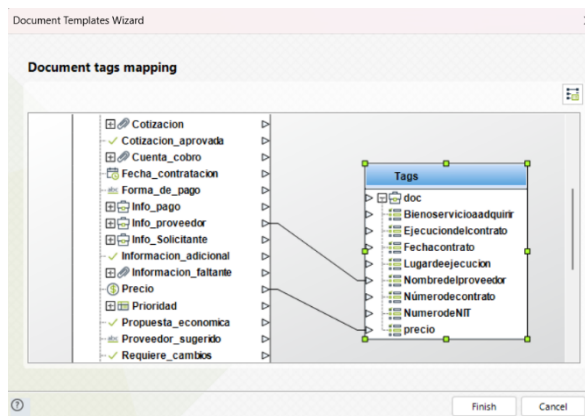 Document Templates Wizard
Document tags mapping
Cotizacion
Cotizacion_aprovada
Cuenta_cobro
Fecha_contratacion
Forma_de_pago
Info_pago
Info_proveedor
Info_Solicitante
Informacion_adicional
Informacion_faltante
Precio
Prioridad
Propuesta_economica
Proveedor_sugerido
Requiere_cambios
Tags
doc
Bienoservicioaadquirir
Ejecuciondelcontrato
Fechacontrato
Lugardeejecucion
Nombredelproveedor
Númerodecontrato
NumerodeNIT
precio
Finish
Cancel